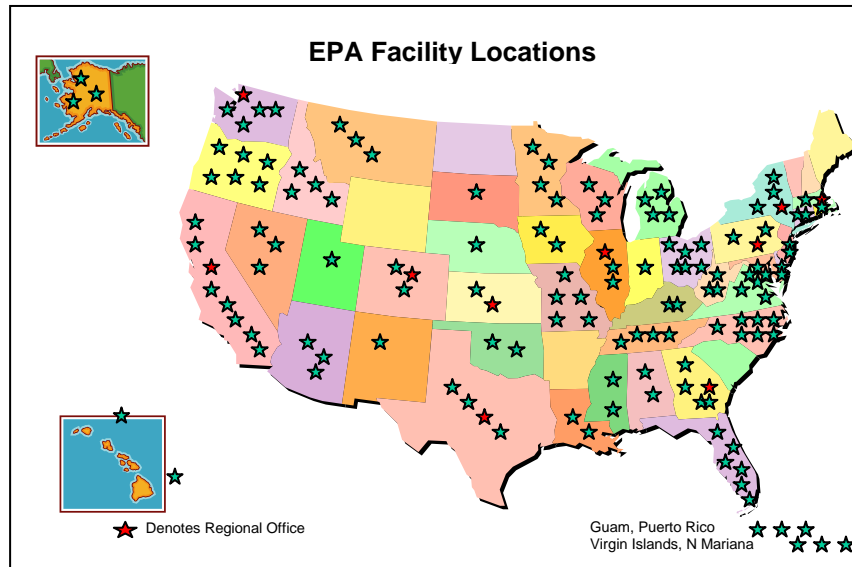 EPA Facility Locations
Denotes Regional Office
Guam, Puerto Rico
Virgin Islands, N Mariana